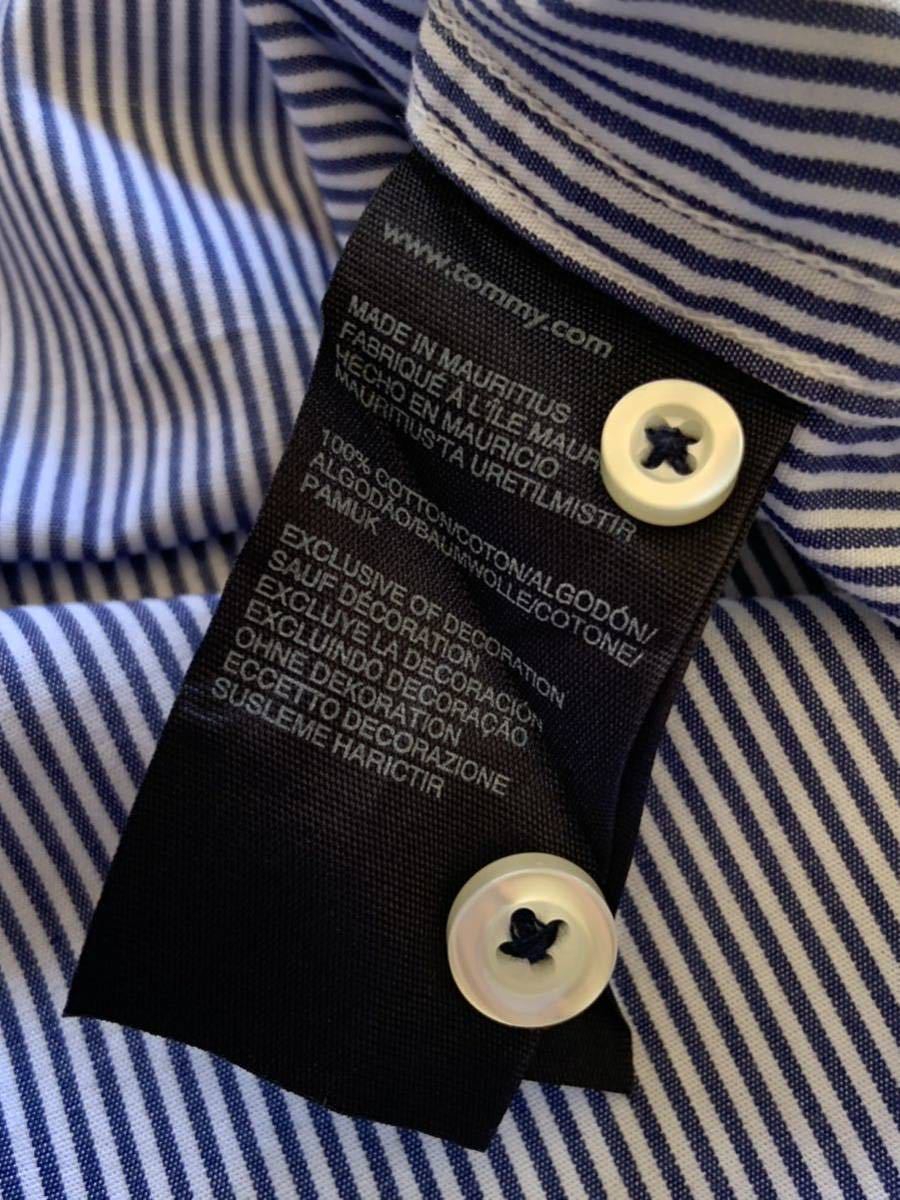 www.tommy.com
MADE IN MAURITIUS
FABRIQUÉ À L'ÎLE
HECHO EN MAURICIO
MAURITIUS'TA URETILMISTIR
100% COTTON/COTON/ALGODÓN/
ALGODÃO/BAUMWOLLE/COTONE/
PAMUK
EXCLUSIVE OF DECORATION
SAUF DÉCORATION
EXCLUYE LA DECORACIÓN
EXCLUINDO DECORAÇÃO
OHNE DEKORATION
ECCETTO DECORAZIONE
SUSLEME HARICTIR